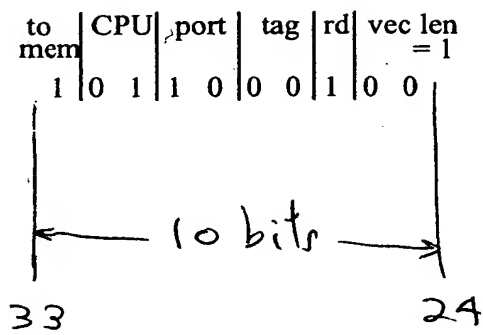 to | CPU | port | tag | rd | vec len
mem = 1
1 | 0 1 | 1 0 | 0 0 | 1 | 0 0
10 bits
33 24